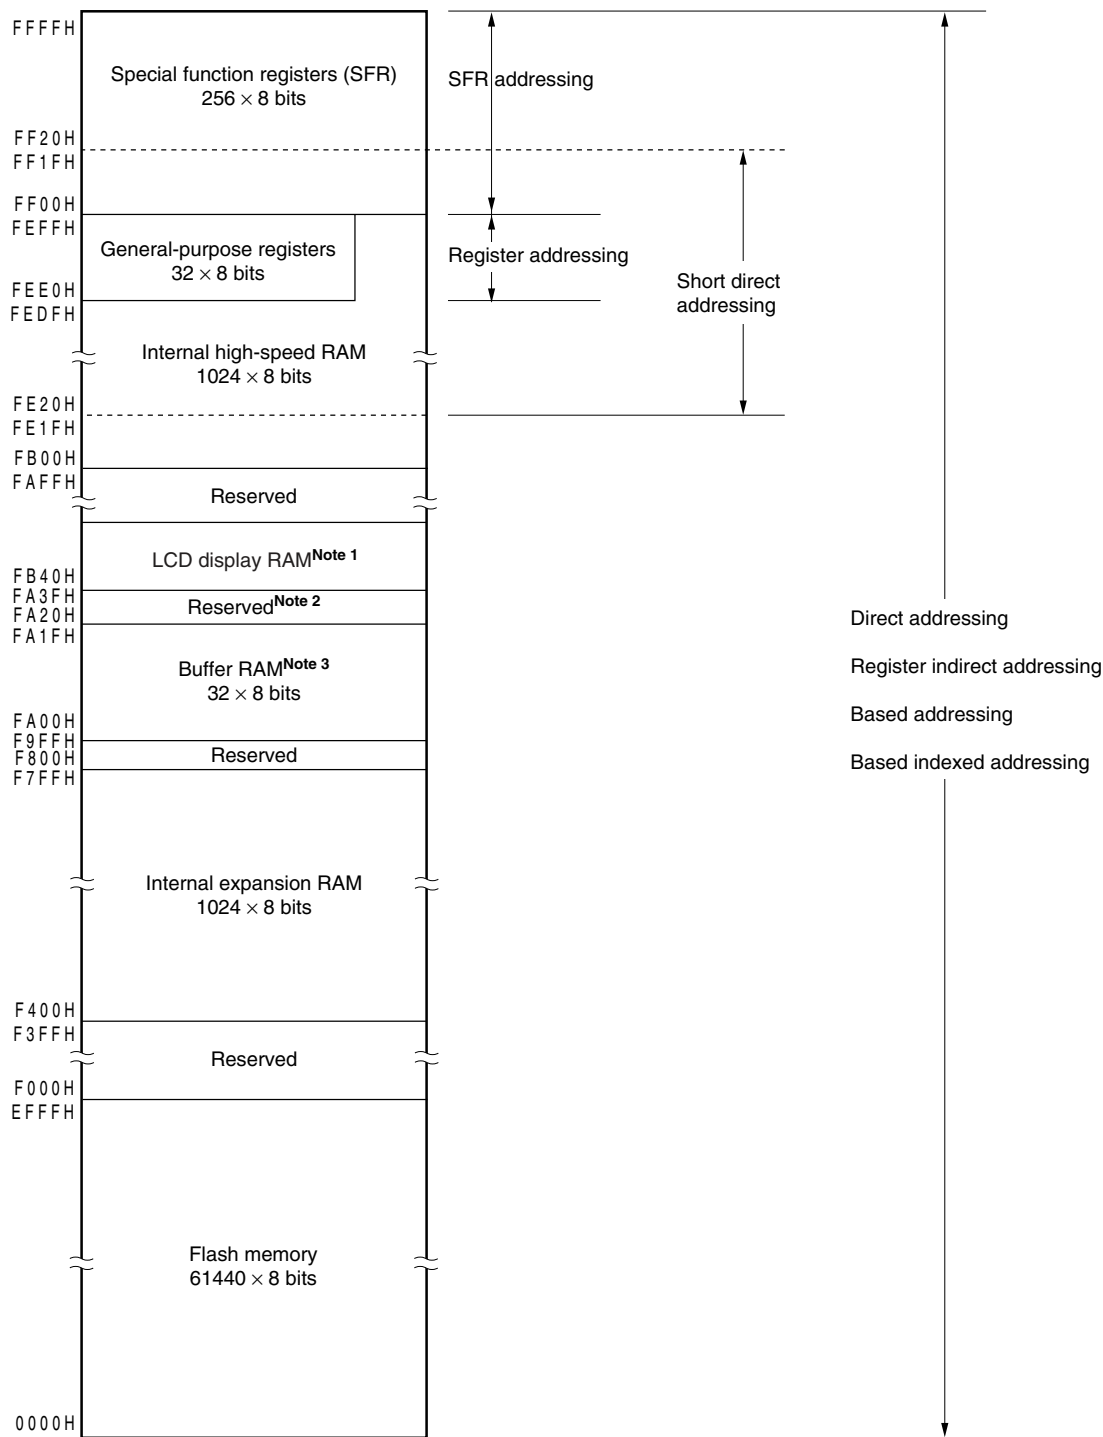 FFFFH
Special function registers (SFR)
256 × 8 bits
SFR addressing
FF20H
FF1FH
FF00H
FEFFH
General-purpose registers
32 × 8 bits
Register addressing
Short direct
addressing
FEE0H
FEDFH
Internal high-speed RAM
1024 × 8 bits
FE20H
FE1FH
FB00H
FAFFH
Reserved
LCD display RAMNote 1
FB40H
FA3FH
ReservedNote 2
FA20H
FA1FH
Buffer RAMNote 3
32 × 8 bits
FA00H
F9FFH
Reserved
F800H
F7FFH
Direct addressing
Register indirect addressing
Based addressing
Based indexed addressing
Internal expansion RAM
1024 × 8 bits
F400H
F3FFH
Reserved
F000H
EFFFH
Flash memory
61440 × 8 bits
0000H